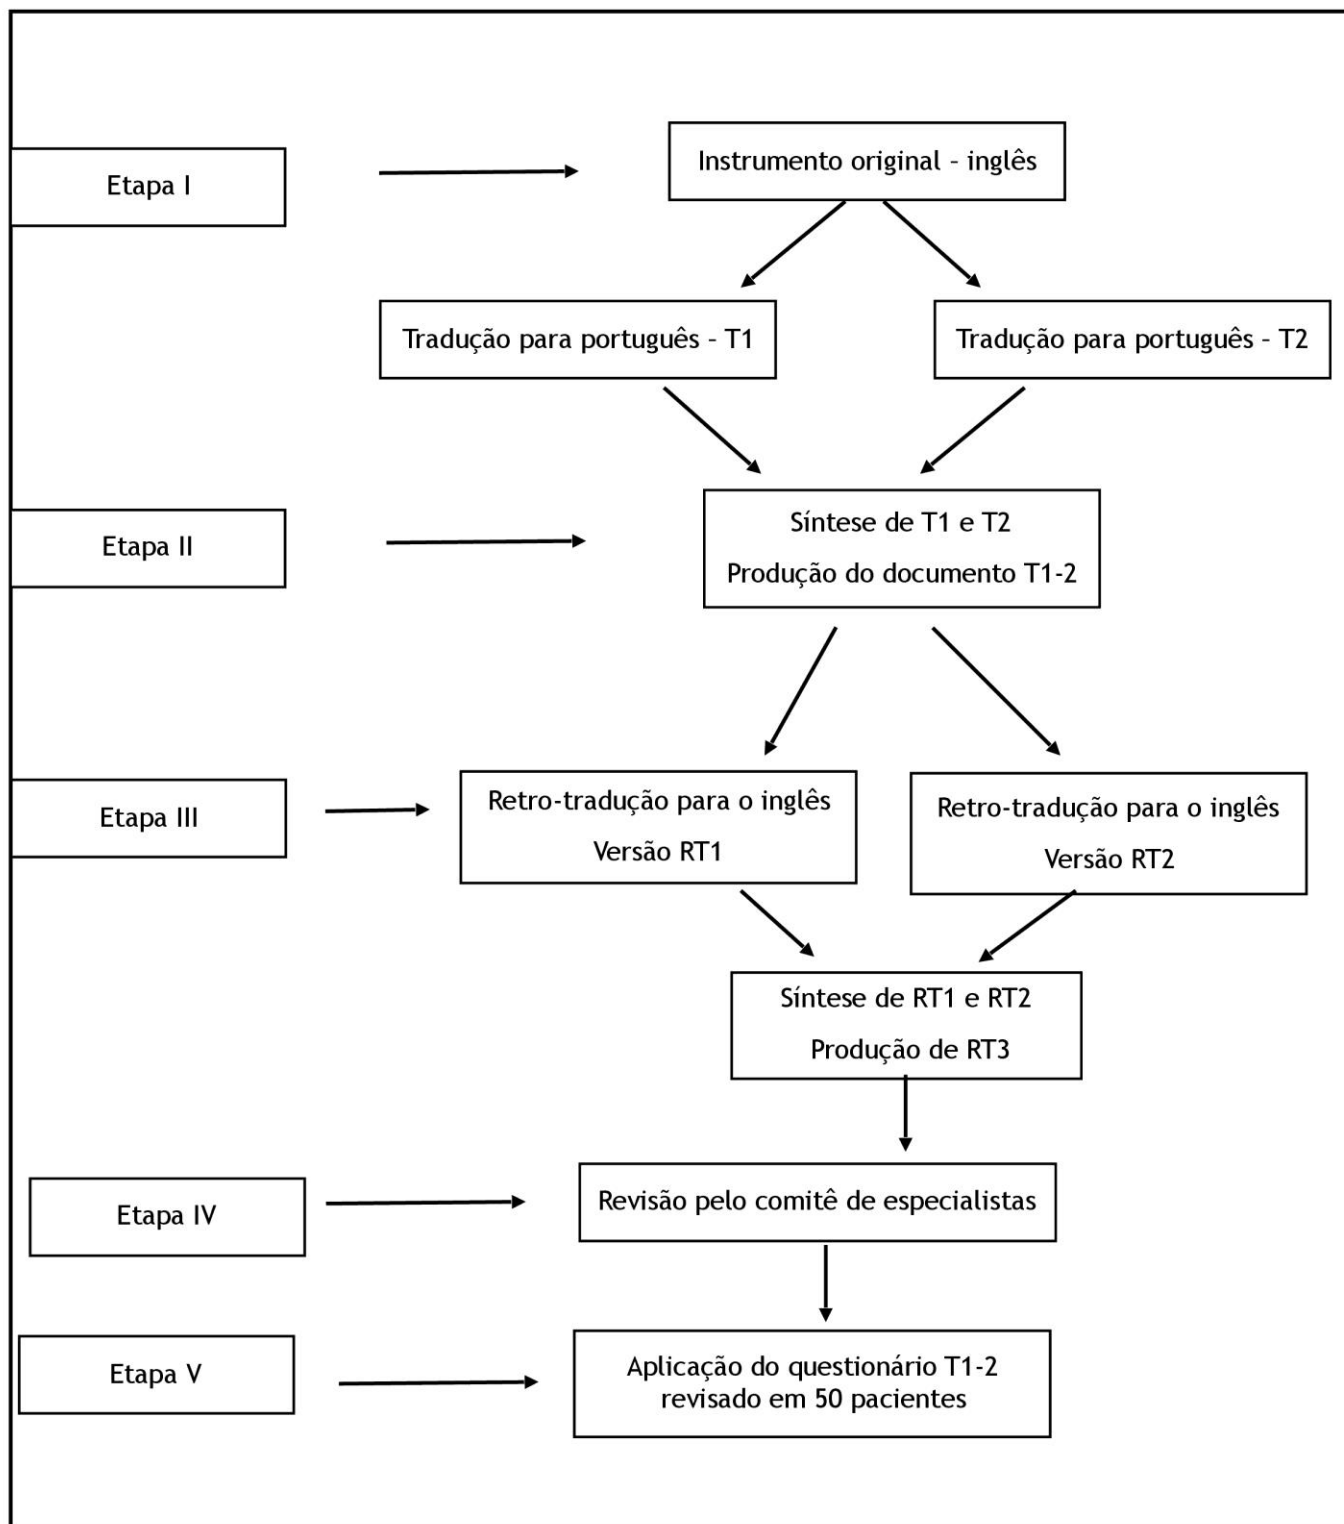 Etapa I
Instrumento original - inglês
Tradução para português - T1
Tradução para português - T2
Etapa II
Síntese de T1 e T2
Produção do documento T1-2
Etapa III
Retro-tradução para o inglês
Versão RT1
Retro-tradução para o inglês
Versão RT2
Síntese de RT1 e RT2
Produção de RT3
Etapa IV
Revisão pelo comitê de especialistas
Etapa V
Aplicação do questionário T1-2
revisado em 50 pacientes